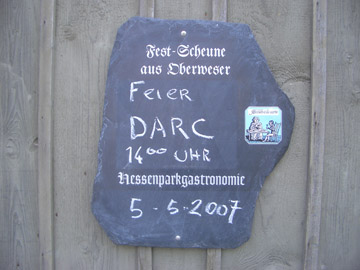 Fest-Scheune
aus Oberweser
FEIER
DARC
14⁰⁰ UHR
Hessenparkgastronomie
5-5-2007